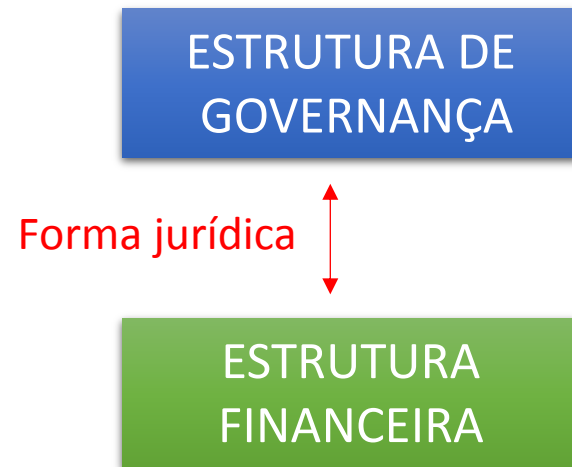 ESTRUTURA DE
GOVERNANÇA
Forma jurídica
ESTRUTURA
FINANCEIRA